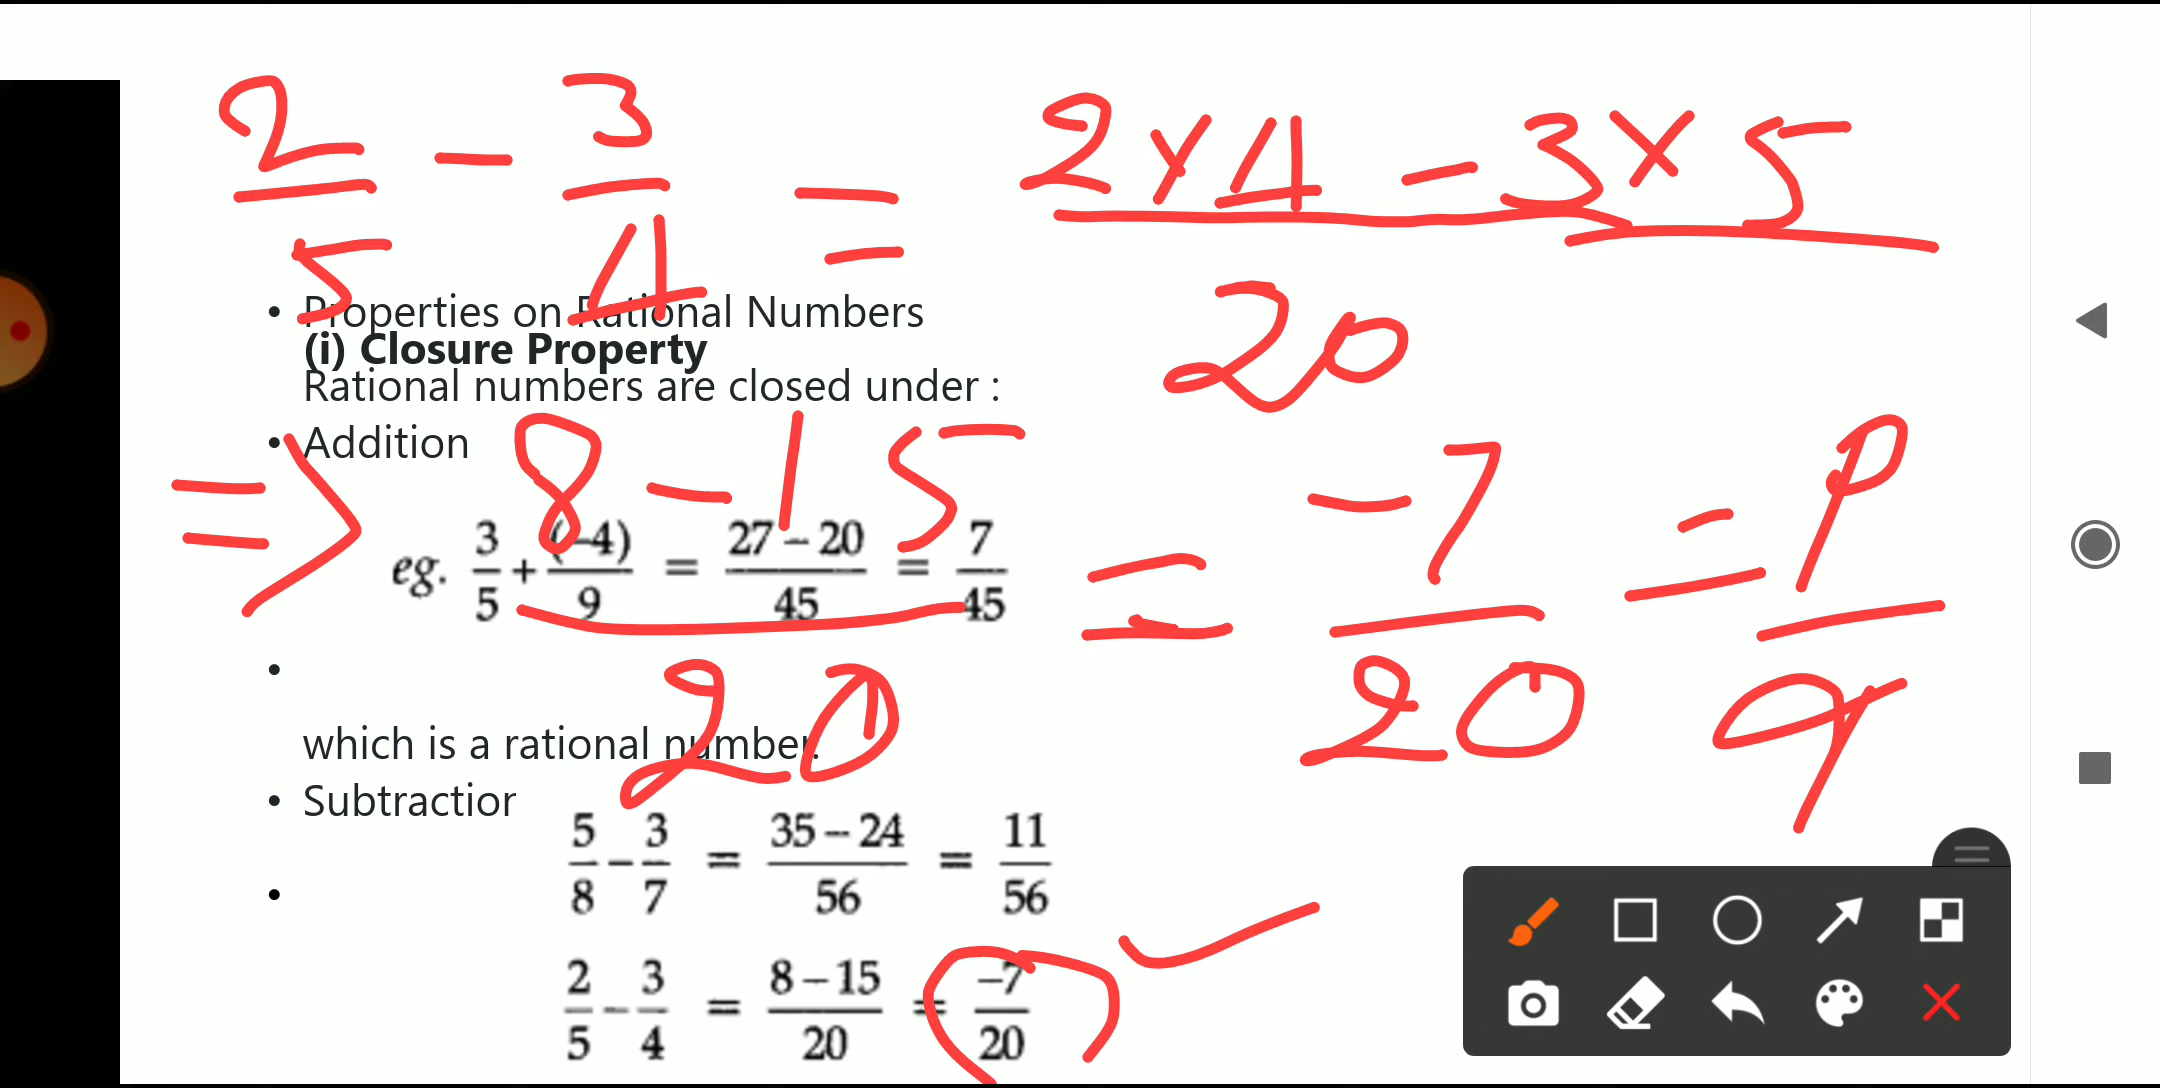 2/5 - 3/4 = 2 × 4 - 3 × 5 / 20
• Properties on Rational Numbers
(i) Closure Property
Rational numbers are closed under :
• Addition
=> 8 - 15 / 20 = -7/20 = p/q
eg. 3/5 + (-4)/9 = 27 - 20/45 = 7/45
•
which is a rational number.
• Subtractior
5/8 - 3/7 = 35 - 24/56 = 11/56
•
2/5 - 3/4 = 8 - 15/20 = -7/20